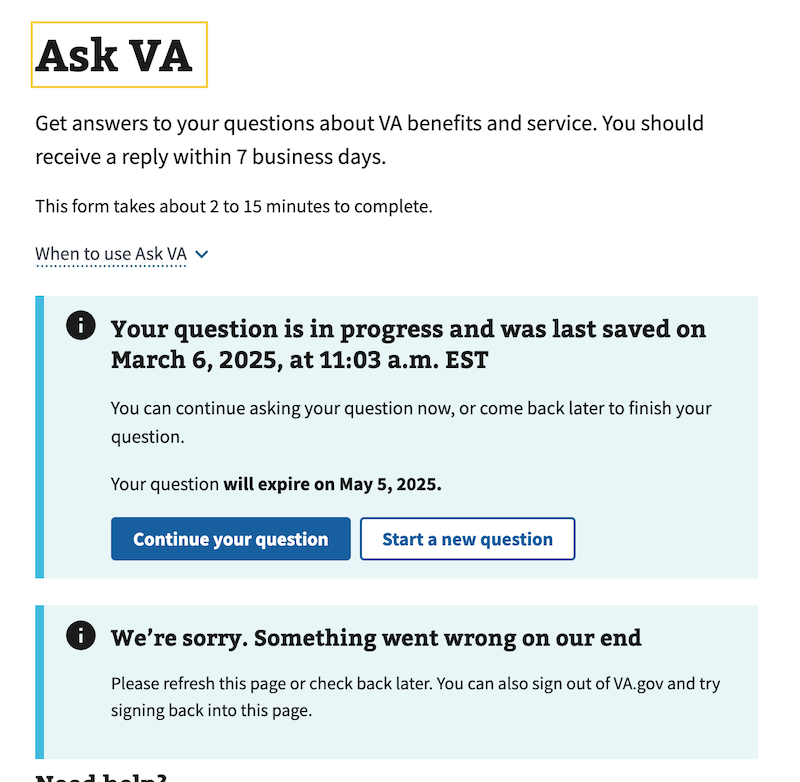 Ask VA
Get answers to your questions about VA benefits and service. You should
receive a reply within 7 business days.
This form takes about 2 to 15 minutes to complete.
When to use Ask VA
Your question is in progress and was last saved on
March 6, 2025, at 11:03 a.m. EST
You can continue asking your question now, or come back later to finish your
question.
Your question will expire on May 5, 2025.
Continue your question
Start a new question
We’re sorry. Something went wrong on our end
Please refresh this page or check back later. You can also sign out of VA.gov and try
signing back into this page.
Need help?